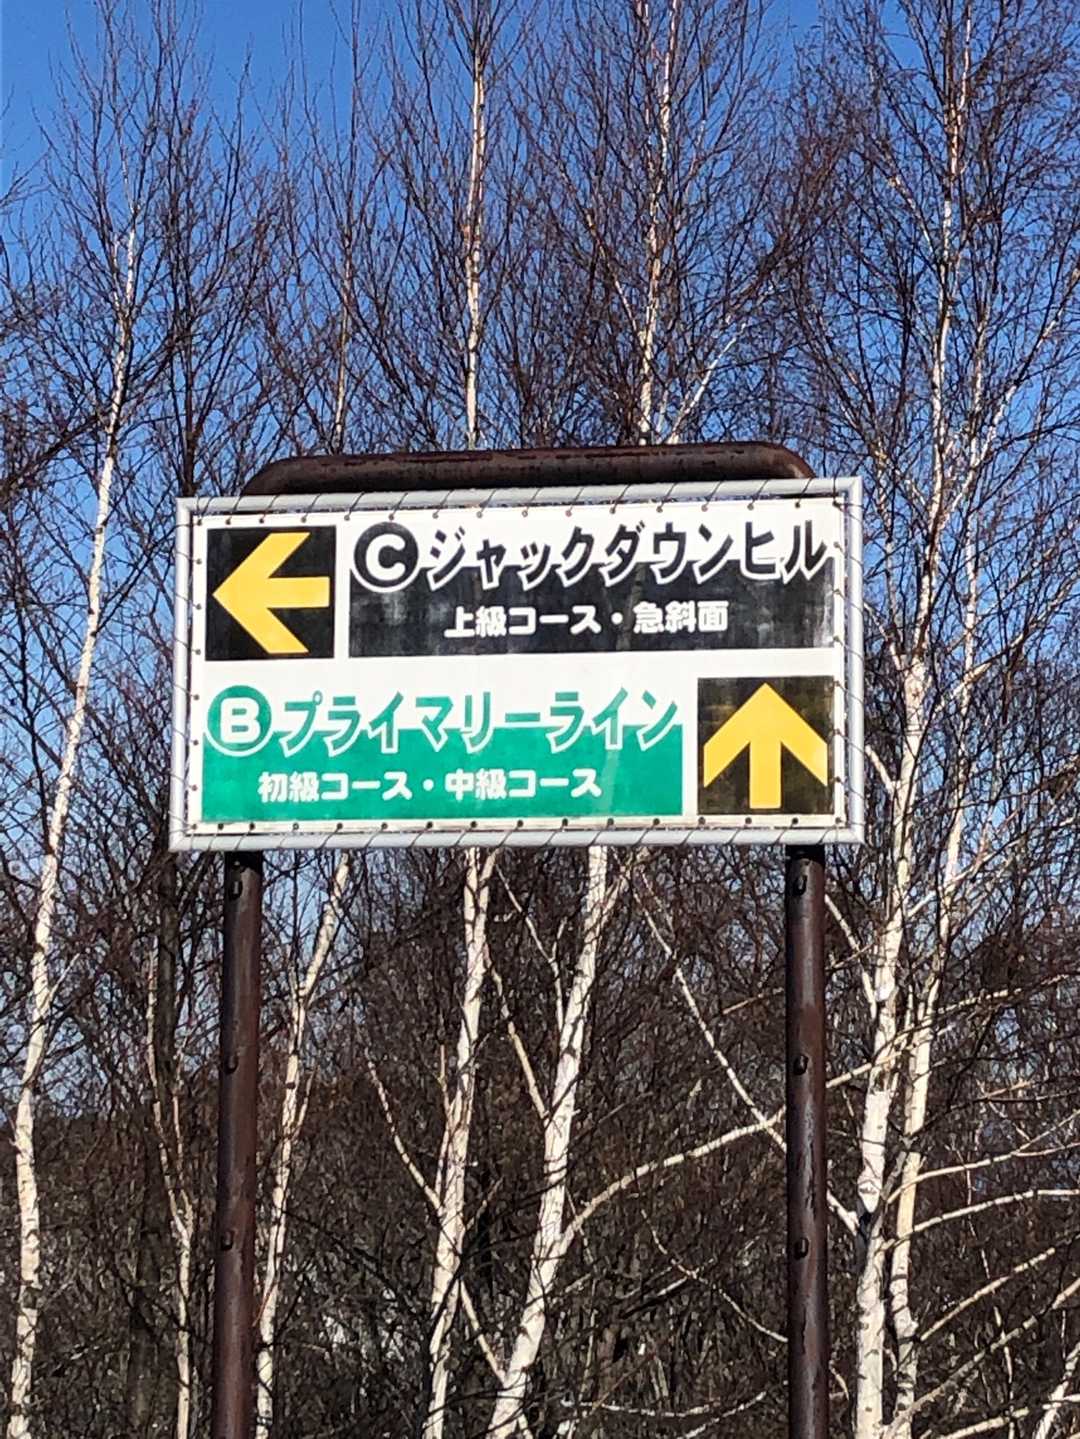 Cジャックダウンヒル
上級コース・急斜面
Bプライマリーライン
初級コース・中級コース